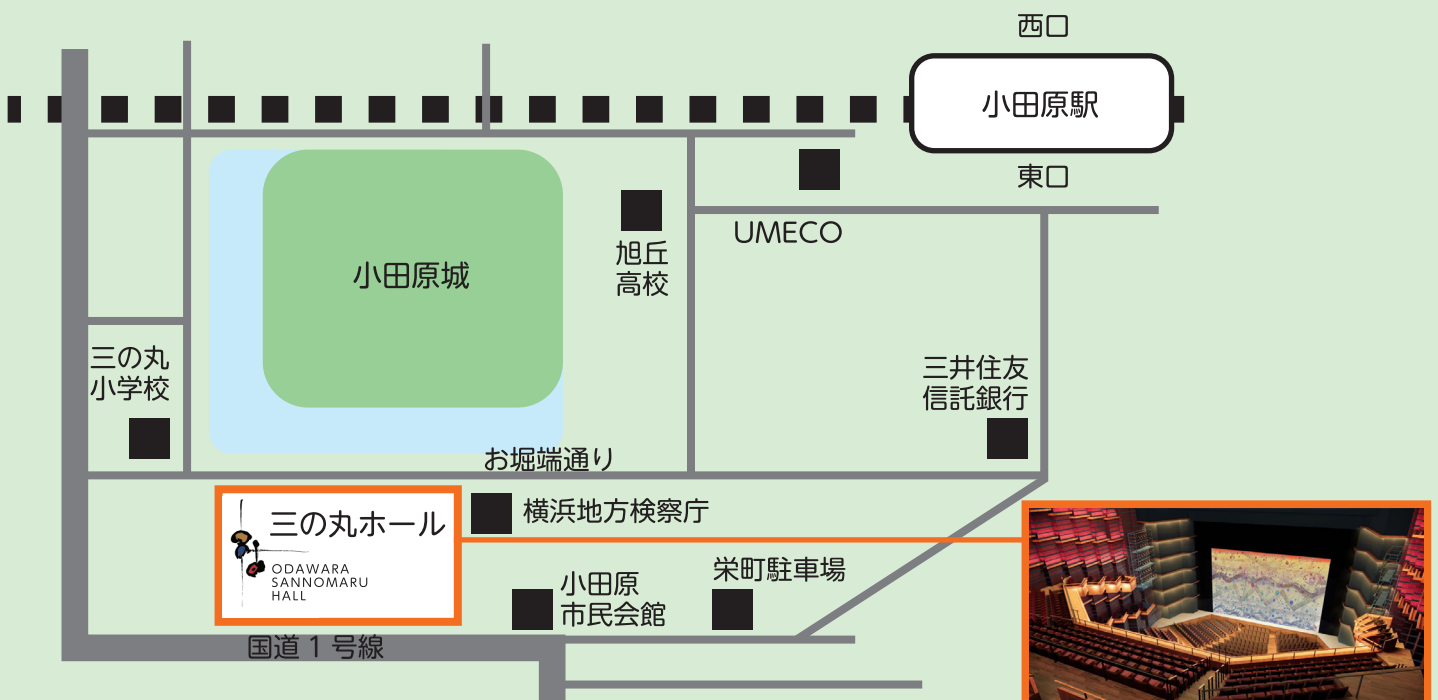 西口
小田原駅
東口
UMECO
旭丘
高校
小田原城
三の丸
小学校
三井住友
信託銀行
お堀端通り
三の丸ホール
ODAWARA
SANNOMARU
HALL
横浜地方検察庁
小田原
市民会館
栄町駐車場
国道1号線